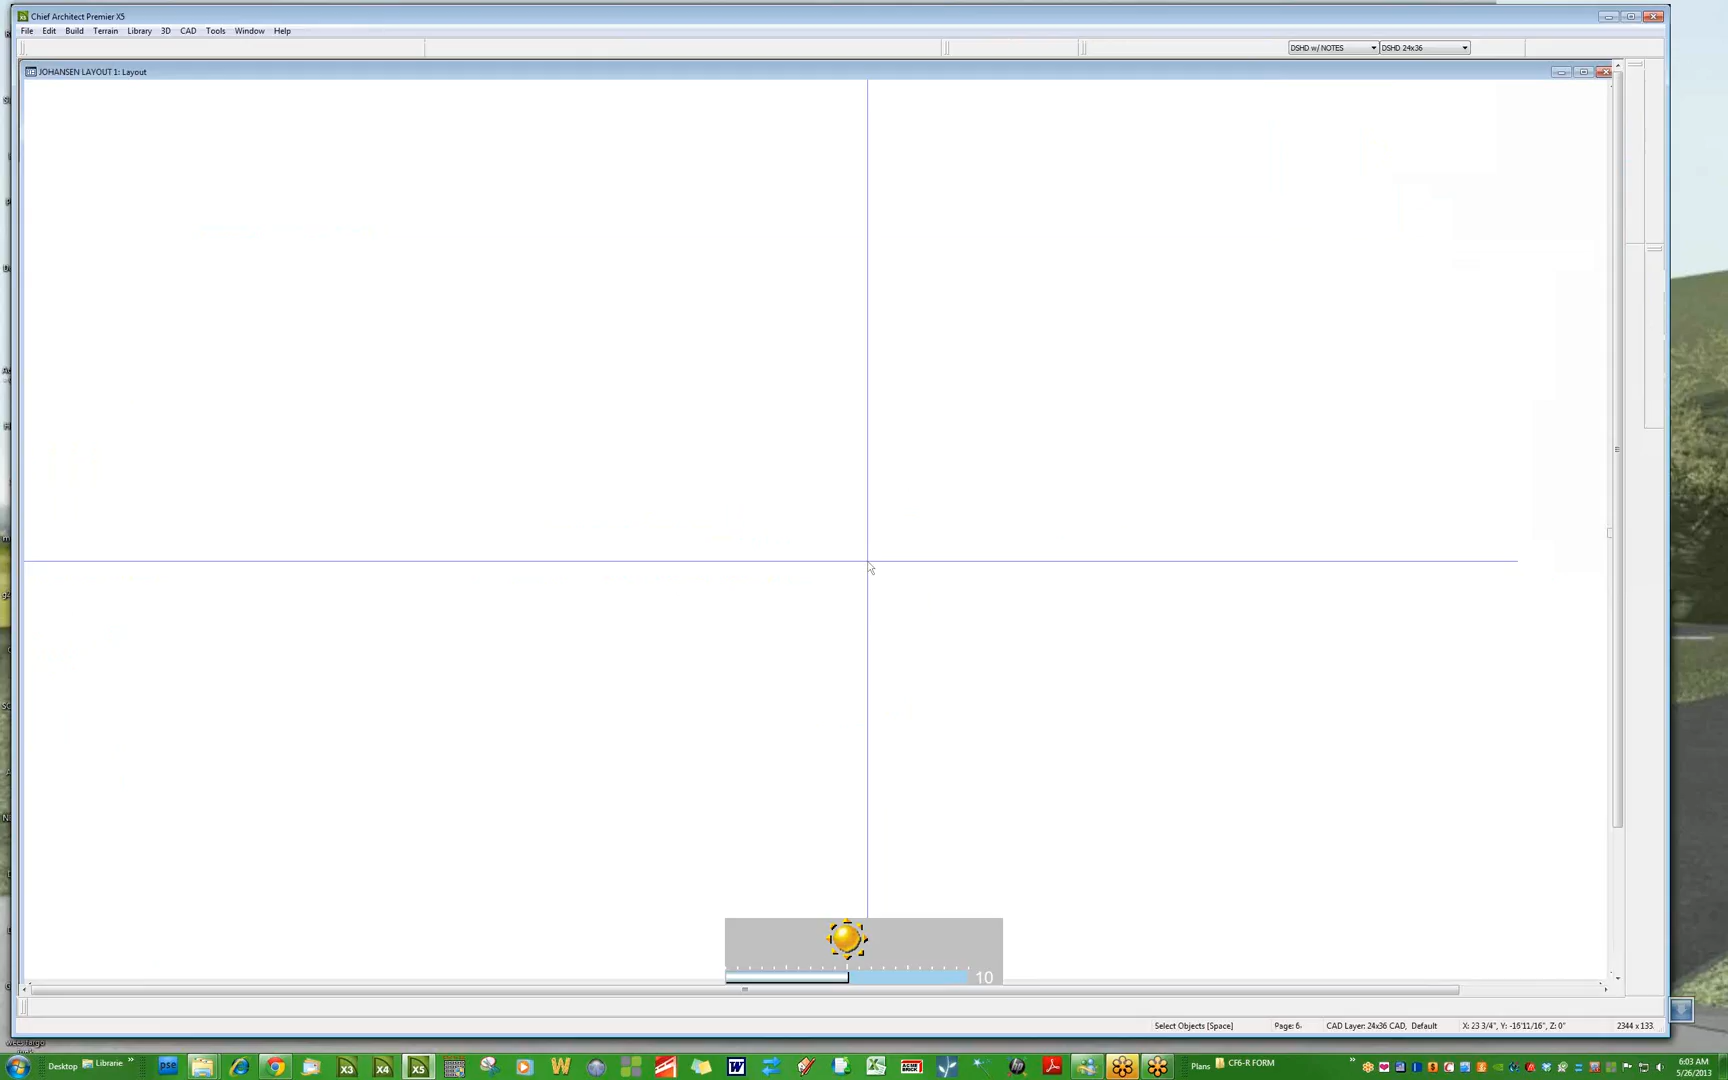 Chief Architect Premier X5
File Edit Build Terrain Library 3D CAD Tools Window Help
DSHD w/ NOTES DSHD 24x36
JOHANSEN LAYOUT 1: Layout
10
Select Objects [Space] Page: 6- CAD Layer: 24x36 CAD, Default X: 23 3/4", Y: -16'11/16", Z: 0" 2344 x 133
Desktop Librarie » DSE X3 X4 X5 W Plans CF6-R FORM » 6:03 AM
5/26/2013